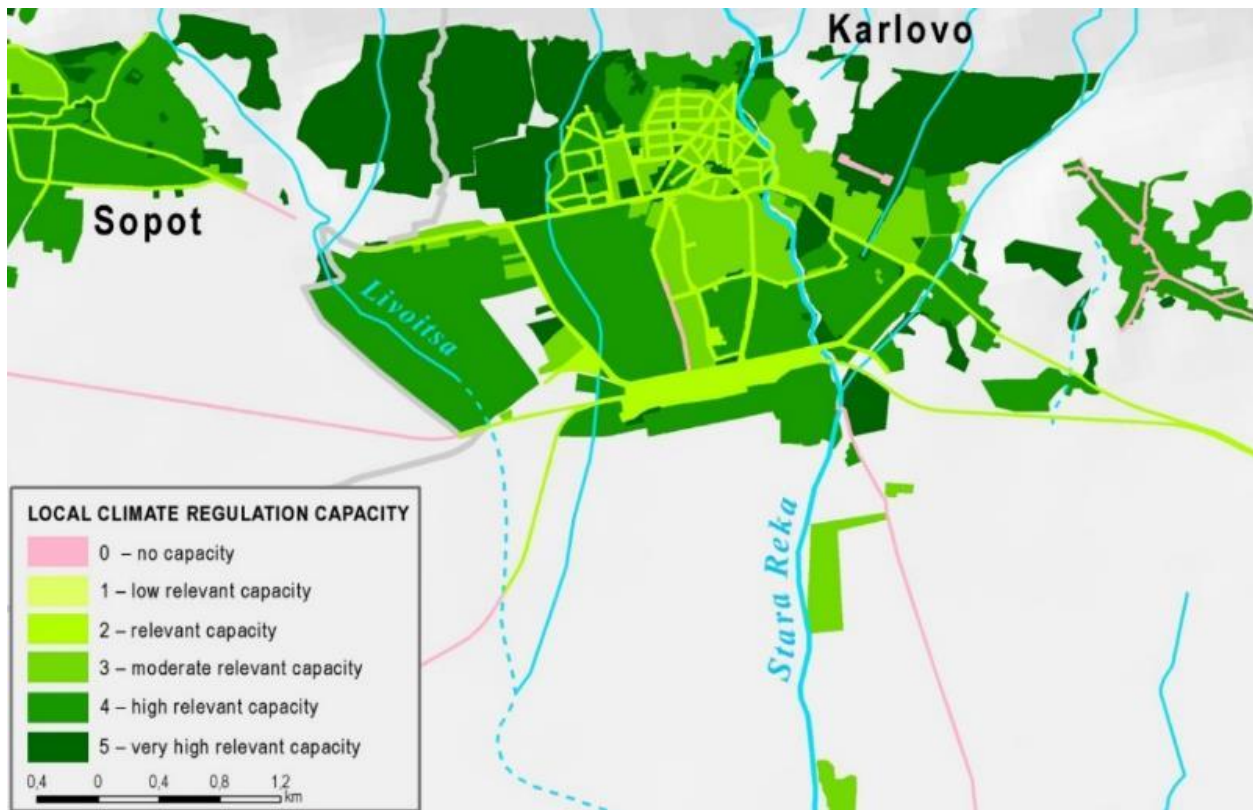 Karlovo
Sopot
Livoitsa
Stara Reka
LOCAL CLIMATE REGULATION CAPACITY
0 – no capacity
1 – low relevant capacity
2 – relevant capacity
3 – moderate relevant capacity
4 – high relevant capacity
5 – very high relevant capacity
0,4 0 0,4 0,8 1,2
km